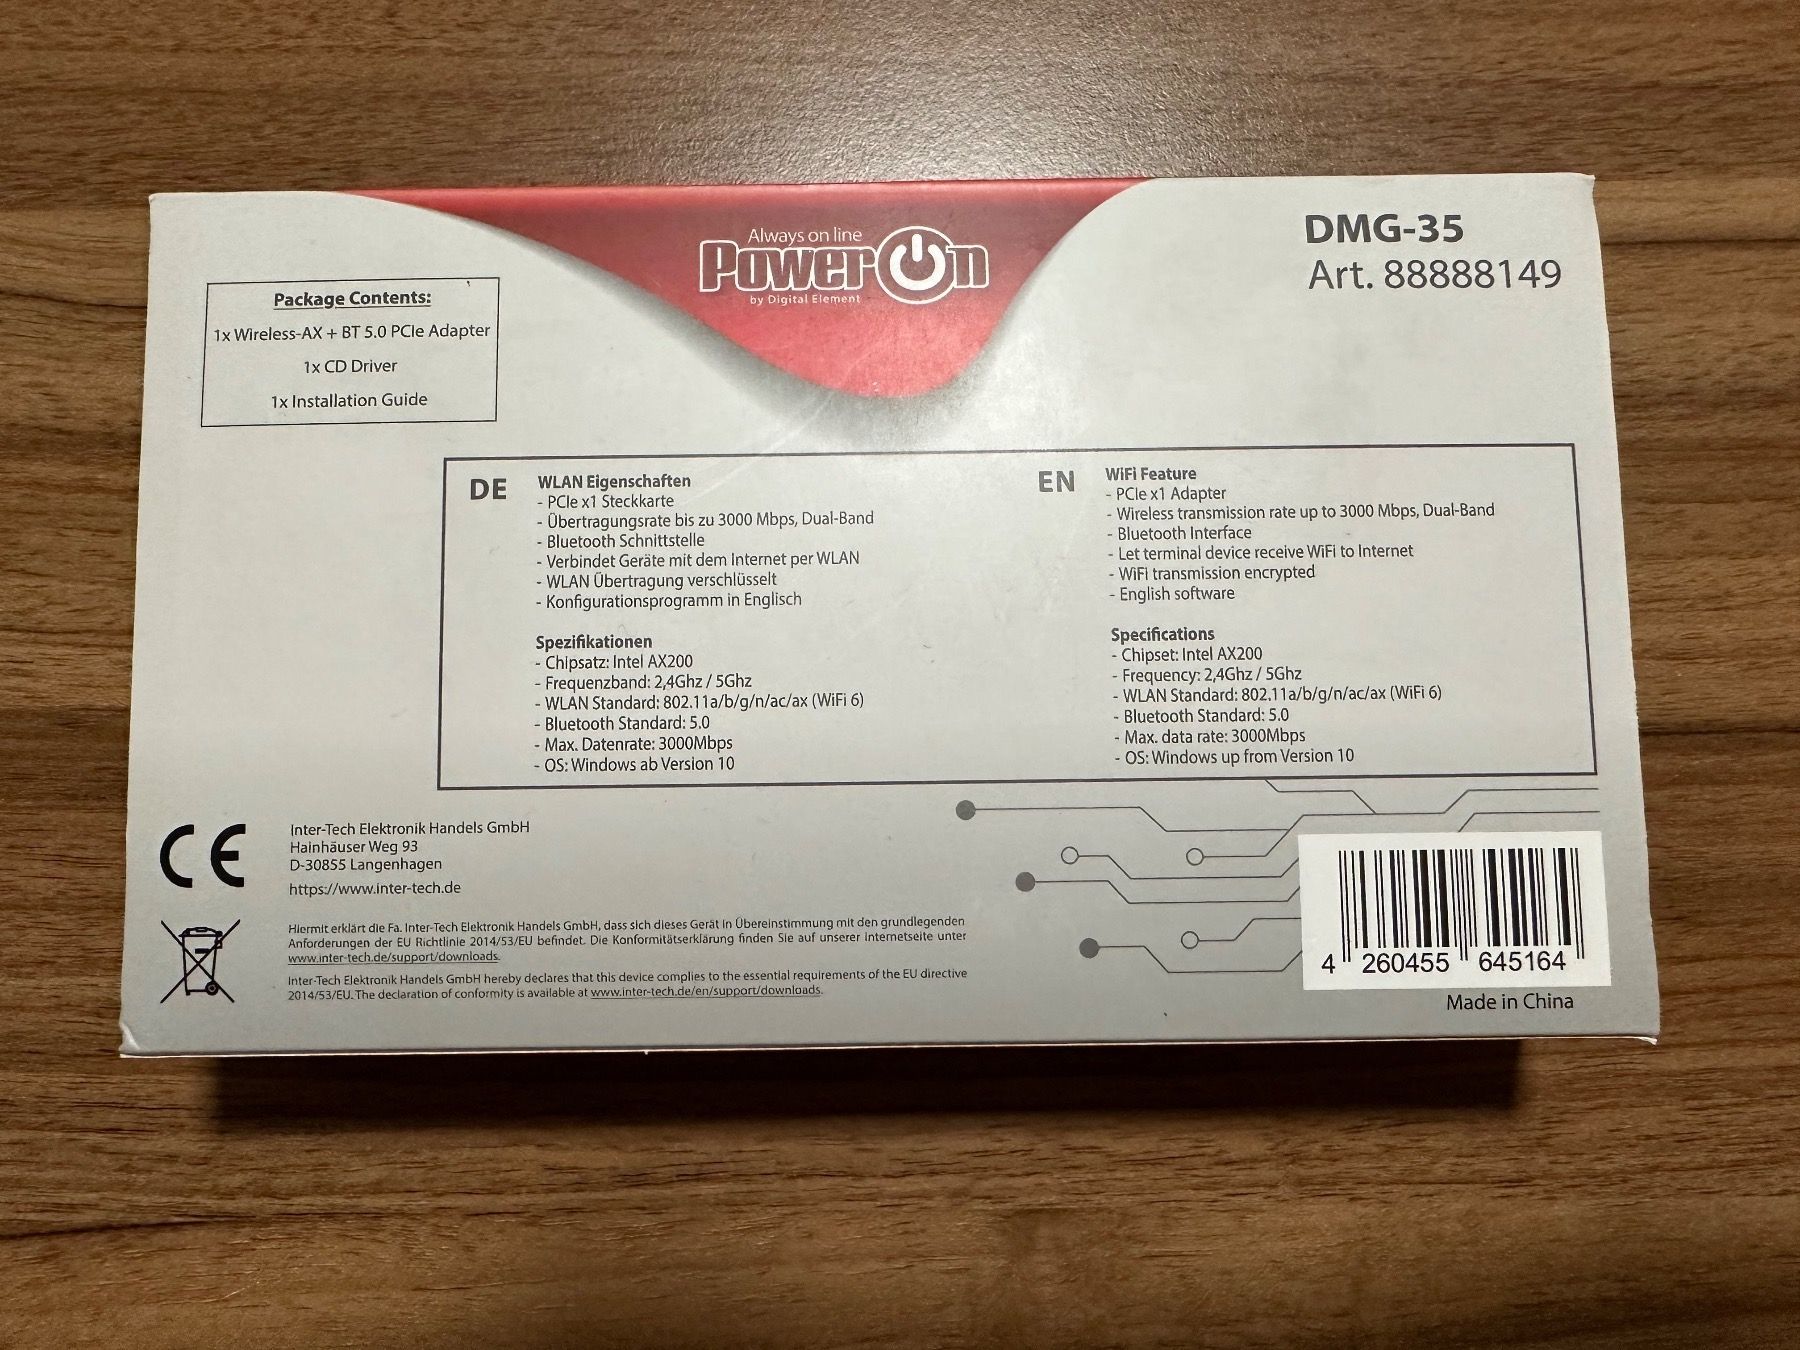 Always on line
PowerOn
by Digital Element
DMG-35
Art. 88888149
Package Contents:
1x Wireless-AX + BT 5.0 PCIe Adapter
1x CD Driver
1x Installation Guide
DE
WLAN Eigenschaften
- PCIe x1 Steckkarte
- Übertragungsrate bis zu 3000 Mbps, Dual-Band
- Bluetooth Schnittstelle
- Verbindet Geräte mit dem Internet per WLAN
- WLAN Übertragung verschlüsselt
- Konfigurationsprogramm in Englisch
Spezifikationen
- Chipsatz: Intel AX200
- Frequenzband: 2,4Ghz / 5Ghz
- WLAN Standard: 802.11a/b/g/n/ac/ax (WiFi 6)
- Bluetooth Standard: 5.0
- Max. Datenrate: 3000Mbps
- OS: Windows ab Version 10
EN
WiFi Feature
- PCIe x1 Adapter
- Wireless transmission rate up to 3000 Mbps, Dual-Band
- Bluetooth Interface
- Let terminal device receive WiFi to Internet
- WiFi transmission encrypted
- English software
Specifications
- Chipset: Intel AX200
- Frequency: 2,4Ghz / 5Ghz
- WLAN Standard: 802.11a/b/g/n/ac/ax (WiFi 6)
- Bluetooth Standard: 5.0
- Max. data rate: 3000Mbps
- OS: Windows up from Version 10
CE
Inter-Tech Elektronik Handels GmbH
Hainhäuser Weg 93
D-30855 Langenhagen
https://www.inter-tech.de
Hiermit erklärt die Fa. Inter-Tech Elektronik Handels GmbH, dass sich dieses Gerät in Übereinstimmung mit den grundlegenden
Anforderungen der EU Richtlinie 2014/53/EU befindet. Die Konformitätserklärung finden Sie auf unserer Internetseite unter
www.inter-tech.de/support/downloads.
Inter-Tech Elektronik Handels GmbH hereby declares that this device complies to the essential requirements of the EU directive
2014/53/EU. The declaration of conformity is available at www.inter-tech.de/en/support/downloads.
4 260455 645164
Made in China